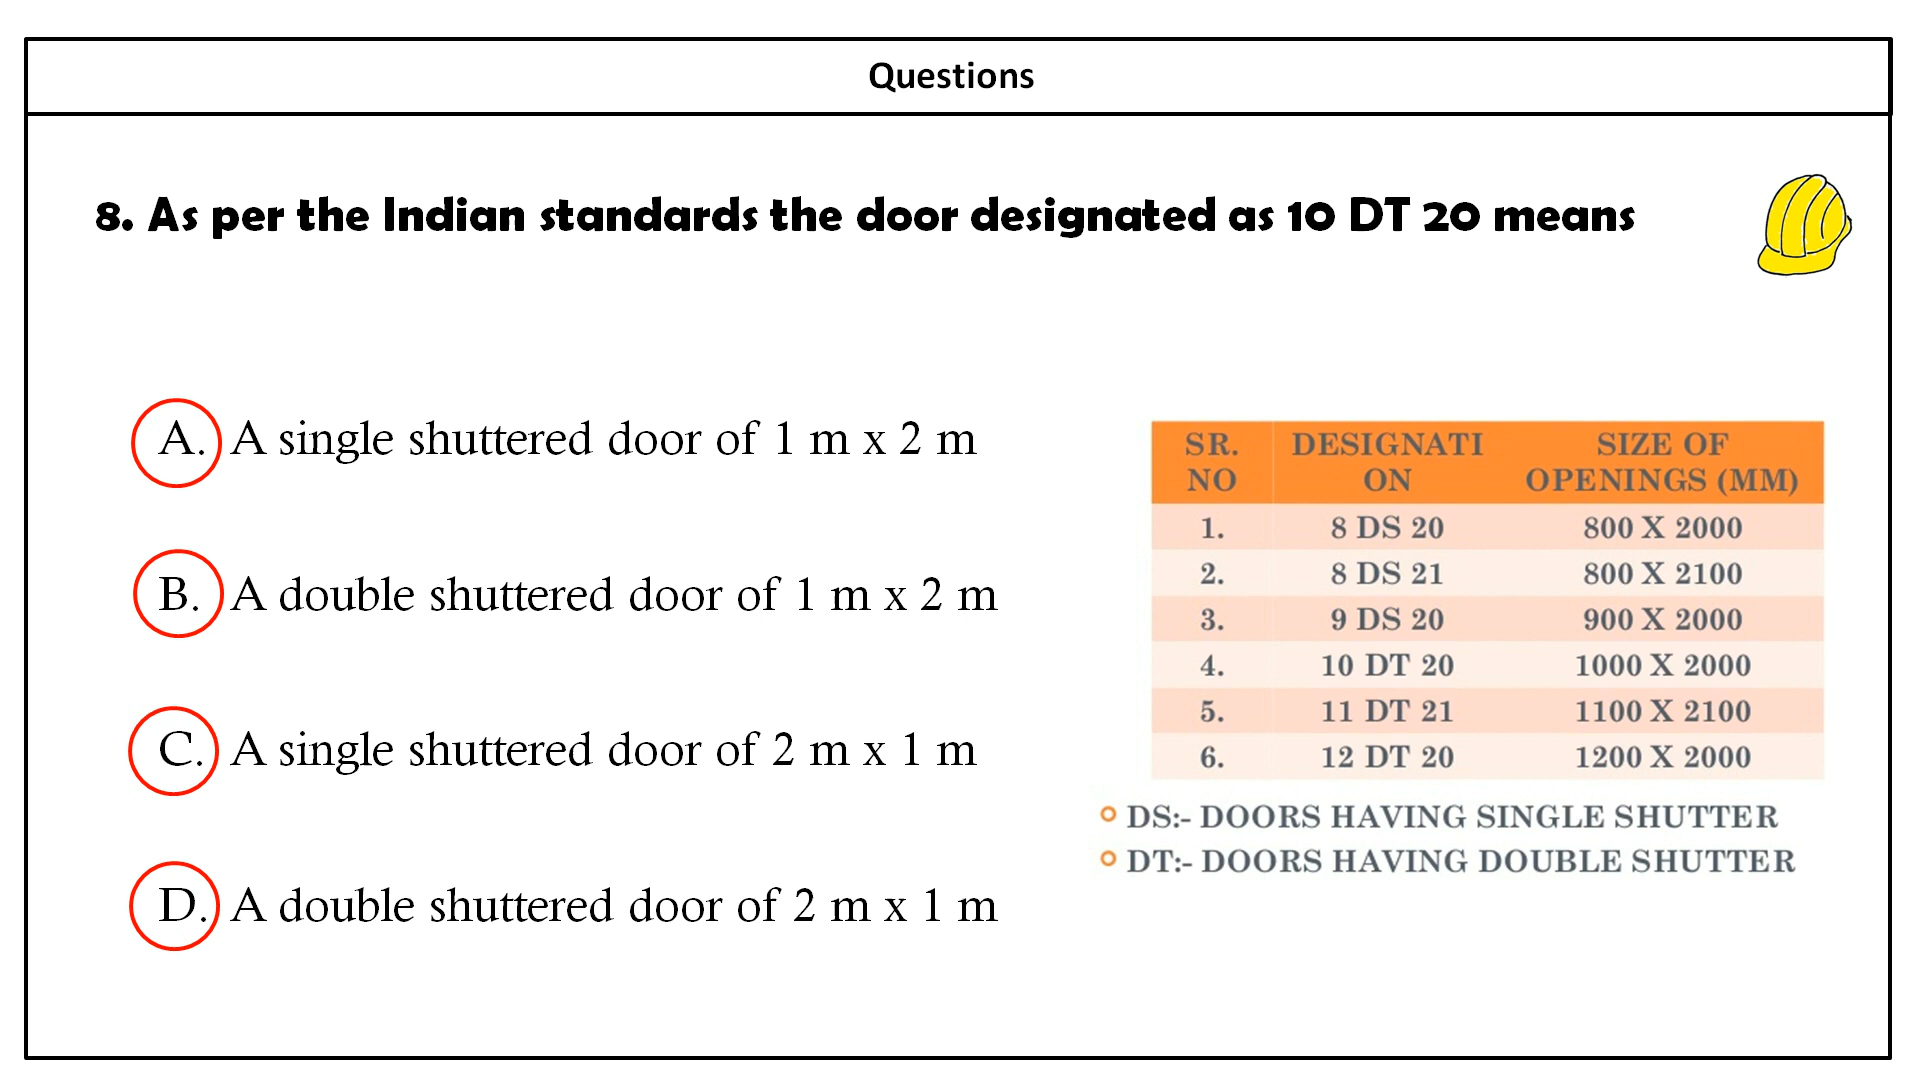 Questions
8. As per the Indian standards the door designated as 10 DT 20 means
A. A single shuttered door of 1 m x 2 m
B. A double shuttered door of 1 m x 2 m
C. A single shuttered door of 2 m x 1 m
D. A double shuttered door of 2 m x 1 m
SR. DESIGNATI SIZE OF
NO ON OPENINGS (MM)
1. 8 DS 20 800 X 2000
2. 8 DS 21 800 X 2100
3. 9 DS 20 900 X 2000
4. 10 DT 20 1000 X 2000
5. 11 DT 21 1100 X 2100
6. 12 DT 20 1200 X 2000
DS:- DOORS HAVING SINGLE SHUTTER
DT:- DOORS HAVING DOUBLE SHUTTER